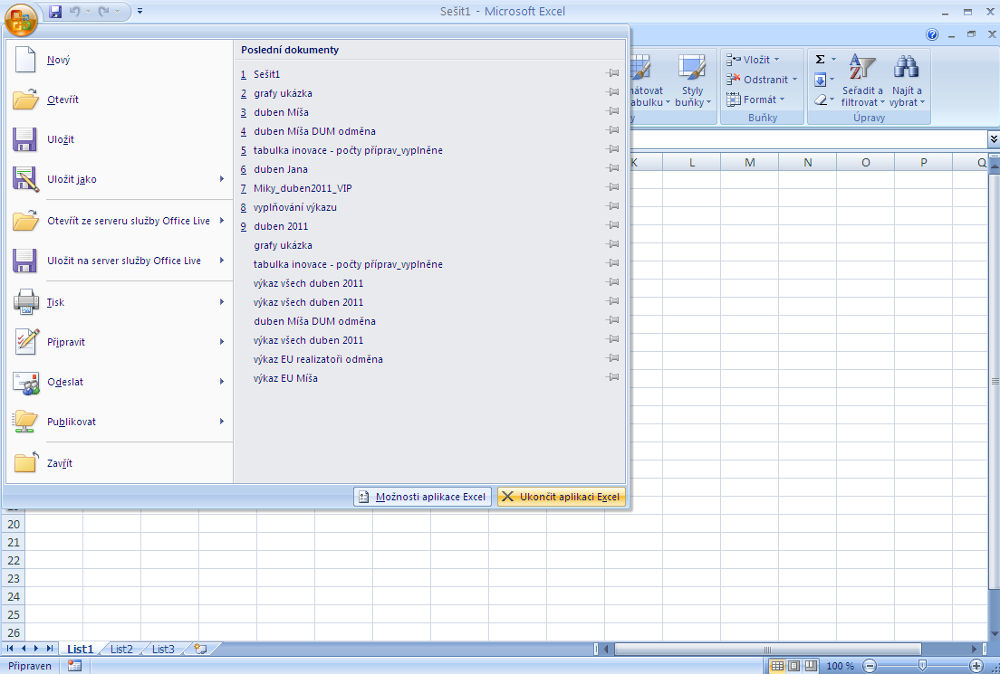 Sešit1 - Microsoft Excel
Nový
Otevřít
Uložit
Uložit jako
Otevřít ze serveru služby Office Live
Uložit na server služby Office Live
Tisk
Připravit
Odeslat
Publikovat
Zavřít
Poslední dokumenty
1 Sešit1
2 grafy ukázka
3 duben Míša
4 duben Míša DUM odměna
5 tabulka inovace - počty příprav_vyplněne
6 duben Jana
7 Miky_duben2011_VIP
8 vyplňování výkazu
9 duben 2011
grafy ukázka
tabulka inovace - počty příprav_vyplněne
výkaz všech duben 2011
výkaz všech duben 2011
duben Míša DUM odměna
výkaz všech duben 2011
výkaz EU realizatoři odměna
výkaz EU Míša
Možnosti aplikace Excel
Ukončit aplikaci Excel
Styly
buňky
Vložit
Odstranit
Formát
Buňky
Σ
Seřadit a
filtrovat
Najít a
vybrat
Úpravy
K L M N O P Q
20
21
22
23
24
25
26
List1 List2 List3
Připraven
100 %